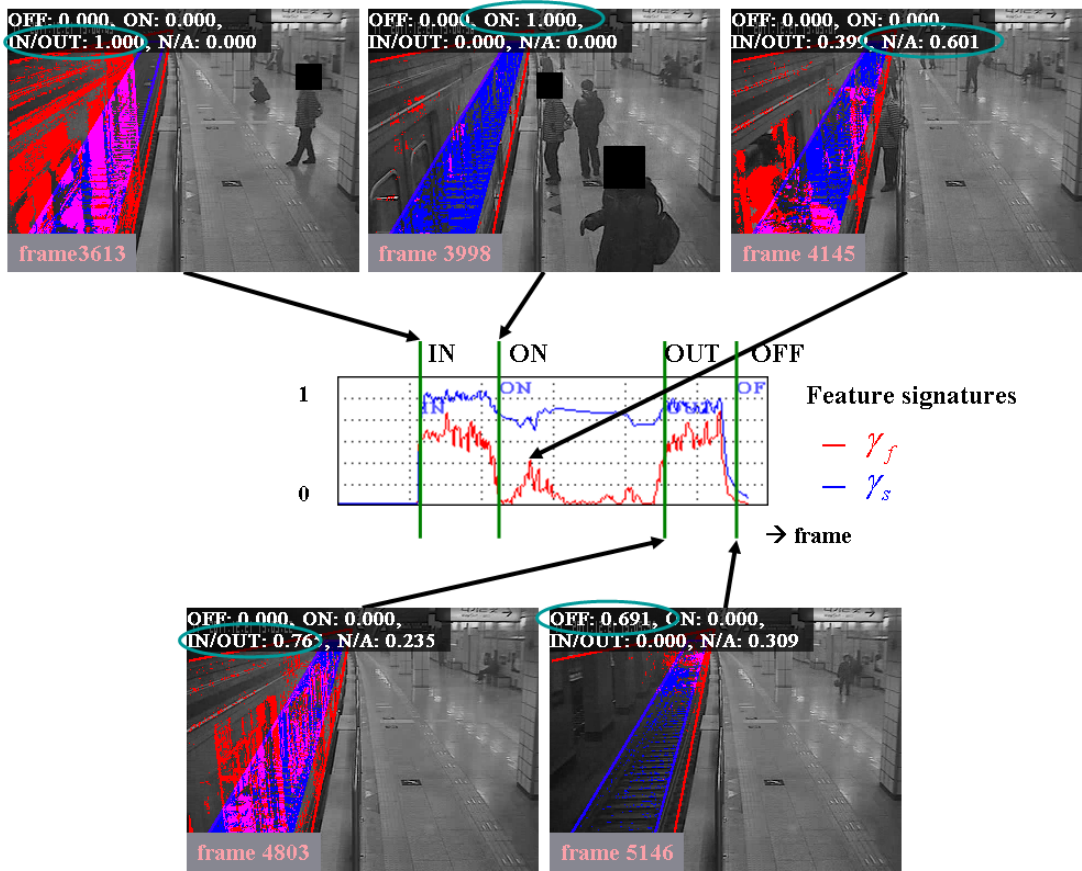 OFF: 0.000, ON: 0.000,
IN/OUT: 1.000, N/A: 0.000
frame3613
OFF: 0.000, ON: 1.000,
IN/OUT: 0.000, N/A: 0.000
frame 3998
OFF: 0.000, ON: 0.000,
IN/OUT: 0.399, N/A: 0.601
frame 4145
IN
ON
OUT
OFF
1
0
IN
ON
OUT
OF
Feature signatures
γ_f
γ_s
→ frame
OFF: 0.000, ON: 0.000,
IN/OUT: 0.765, N/A: 0.235
frame 4803
OFF: 0.691, ON: 0.000,
IN/OUT: 0.000, N/A: 0.309
frame 5146